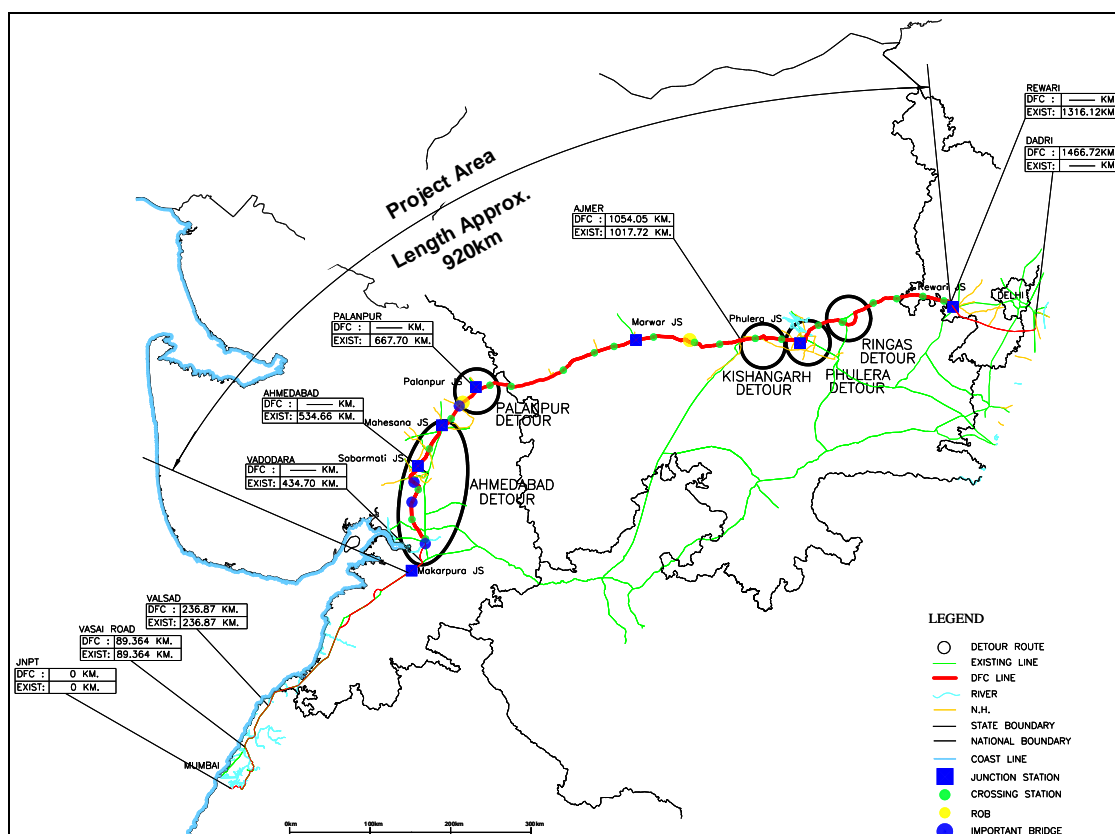 REWARI
DFC : —— KM
EXIST: 1316.12KM
DADRI
DFC : 1466.72KM
EXIST: —— KM
Project Area
Length Approx.
920km
AJMER
DFC : 1054.05 KM.
EXIST: 1017.72 KM.
Rewari JS
DELHI
PALANPUR
DFC : —— KM.
EXIST: 667.70 KM.
Marwar JS
Phulera JS
RINGAS
DETOUR
KISHANGARH
DETOUR
PHULERA
DETOUR
Palanpur JS
PALANPUR
DETOUR
AHMEDABAD
DFC : —— KM.
EXIST: 534.66 KM.
Mahesana JS
VADODARA
DFC : —— KM.
EXIST: 434.70 KM.
Sabarmati JS
AHMEDABAD
DETOUR
Makarpura JS
VALSAD
DFC : 236.87 KM.
EXIST: 236.87 KM.
VASAI ROAD
DFC : 89.364 KM.
EXIST: 89.364 KM.
JNPT
DFC : 0 KM.
EXIST: 0 KM.
MUMBAI
LEGEND
DETOUR ROUTE
EXISTING LINE
DFC LINE
RIVER
N.H.
STATE BOUNDARY
NATIONAL BOUNDARY
COAST LINE
JUNCTION STATION
CROSSING STATION
ROB
IMPORTANT BRIDGE
0km 100km 200km 300km